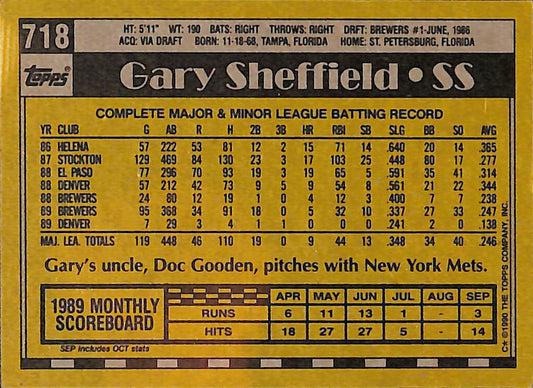 718
HT: 5'11" WT: 190 BATS: RIGHT THROWS: RIGHT DRFT: BREWERS #1-JUNE, 1986
ACQ: VIA DRAFT BORN: 11-18-68, TAMPA, FLORIDA HOME: ST. PETERSBURG, FLORIDA
Topps
Gary Sheffield • SS
COMPLETE MAJOR & MINOR LEAGUE BATTING RECORD
YR CLUB G AB R H 2B 3B HR RBI SB SLG BB SO AVG
86 HELENA 57 222 53 81 12 2 15 71 14 .640 20 14 .365
87 STOCKTON 129 469 84 130 23 3 17 103 25 .448 80 17 .277
88 EL PASO 77 296 70 93 19 3 19 65 5 .591 35 41 .314
88 DENVER 57 212 42 73 9 5 9 54 8 .561 21 22 .344
88 BREWERS 24 80 12 19 1 0 4 12 3 .400 7 7 .238
89 BREWERS 95 368 34 91 18 0 5 32 10 .337 27 33 .247
89 DENVER 7 29 3 4 1 1 0 0 0 .241 2 0 .138
MAJ. LEA. TOTALS 119 448 46 110 19 0 9 44 13 .348 34 40 .246
Gary's uncle, Doc Gooden, pitches with New York Mets.
1989 MONTHLY SCOREBOARD
APR MAY JUN JUL AUG SEP
RUNS 6 11 13 1 - 3
HITS 18 27 27 5 - 14
SEP includes OCT stats
C* © 1990 THE TOPPS COMPANY, INC.